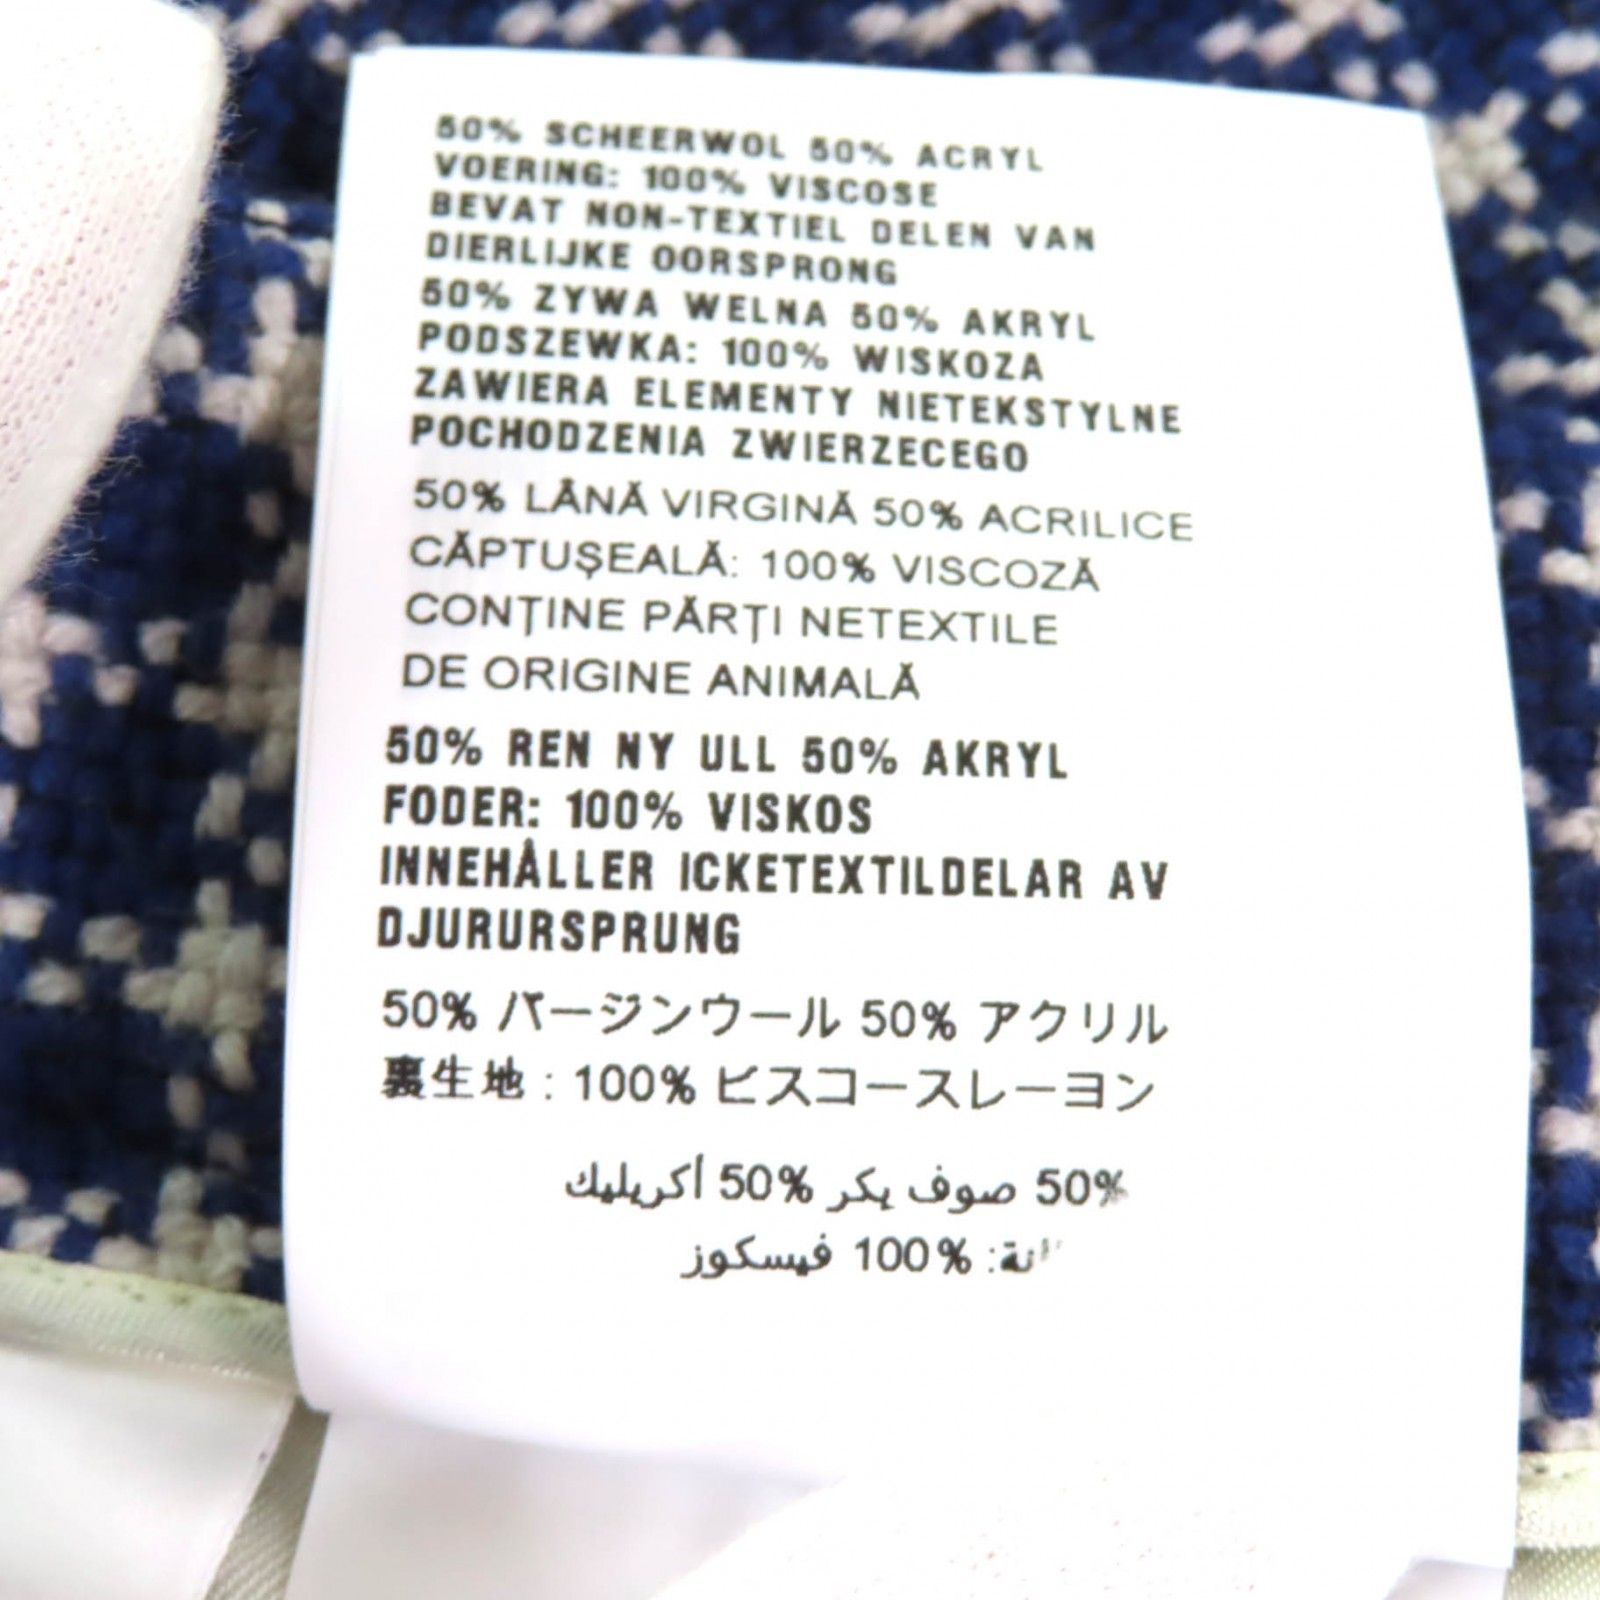 50% SCHEERWOL 50% ACRYL
VOERING: 100% VISCOSE
BEVAT NON-TEXTIEL DELEN VAN
DIERLIJKE OORSPRONG
50% ZYWA WELNA 50% AKRYL
PODSZEWKA: 100% WISKOZA
ZAWIERA ELEMENTY NIETEKSTYLNE
POCHODZENIA ZWIERZECEGO
50% LÂNĂ VIRGINĂ 50% ACRILICE
CĂPTUȘEALĂ: 100% VISCOZĂ
CONȚINE PĂRȚI NETEXTILE
DE ORIGINE ANIMALĂ
50% REN NY ULL 50% AKRYL
FODER: 100% VISKOS
INNEHÅLLER ICKETEXTILDELAR AV
DJURURSPRUNG
50% バージンウール 50% アクリル
裏生地 : 100% ビスコースレーヨン
50% صوف بكر 50% أكريليك
100% فيسكوز